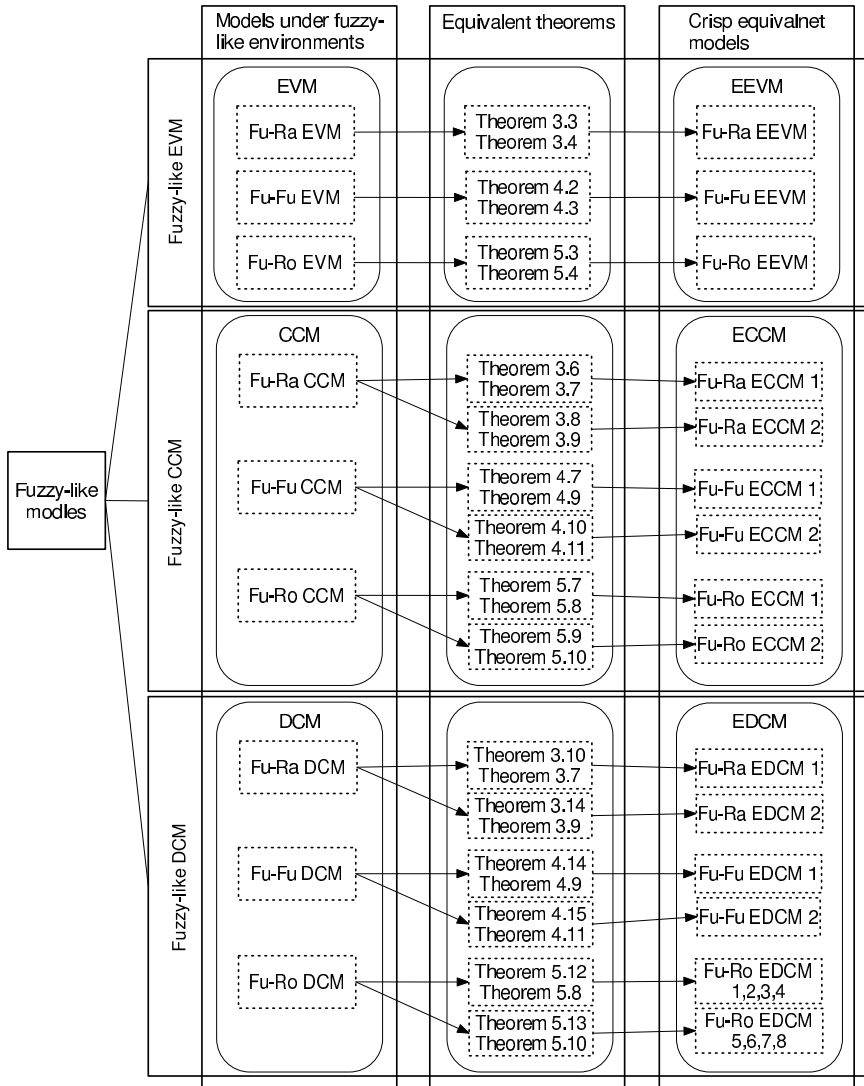 Models under fuzzy-
like environments
Equivalent theorems
Crisp equivalnet
models
Fuzzy-like
modles
Fuzzy-like EVM
EVM
EEVM
Fu-Ra EVM
Theorem 3.3
Theorem 3.4
Fu-Ra EEVM
Fu-Fu EVM
Theorem 4.2
Theorem 4.3
Fu-Fu EEVM
Fu-Ro EVM
Theorem 5.3
Theorem 5.4
Fu-Ro EEVM
Fuzzy-like CCM
CCM
ECCM
Fu-Ra CCM
Theorem 3.6
Theorem 3.7
Fu-Ra ECCM 1
Theorem 3.8
Theorem 3.9
Fu-Ra ECCM 2
Fu-Fu CCM
Theorem 4.7
Theorem 4.9
Fu-Fu ECCM 1
Theorem 4.10
Theorem 4.11
Fu-Fu ECCM 2
Fu-Ro CCM
Theorem 5.7
Theorem 5.8
Fu-Ro ECCM 1
Theorem 5.9
Theorem 5.10
Fu-Ro ECCM 2
Fuzzy-like DCM
DCM
EDCM
Fu-Ra DCM
Theorem 3.10
Theorem 3.7
Fu-Ra EDCM 1
Theorem 3.14
Theorem 3.9
Fu-Ra EDCM 2
Fu-Fu DCM
Theorem 4.14
Theorem 4.9
Fu-Fu EDCM 1
Theorem 4.15
Theorem 4.11
Fu-Fu EDCM 2
Fu-Ro DCM
Theorem 5.12
Theorem 5.8
Fu-Ro EDCM
1,2,3,4
Theorem 5.13
Theorem 5.10
Fu-Ro EDCM
5,6,7,8